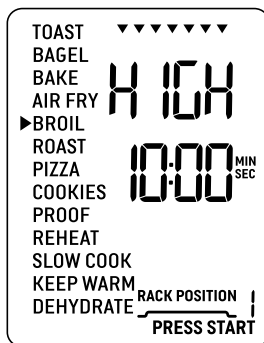 TOAST
BAGEL
BAKE
AIR FRY
HIGH
BROIL
ROAST
PIZZA
10:00 MIN SEC
COOKIES
PROOF
REHEAT
SLOW COOK
KEEP WARM
DEHYDRATE
RACK POSITION 1
PRESS START